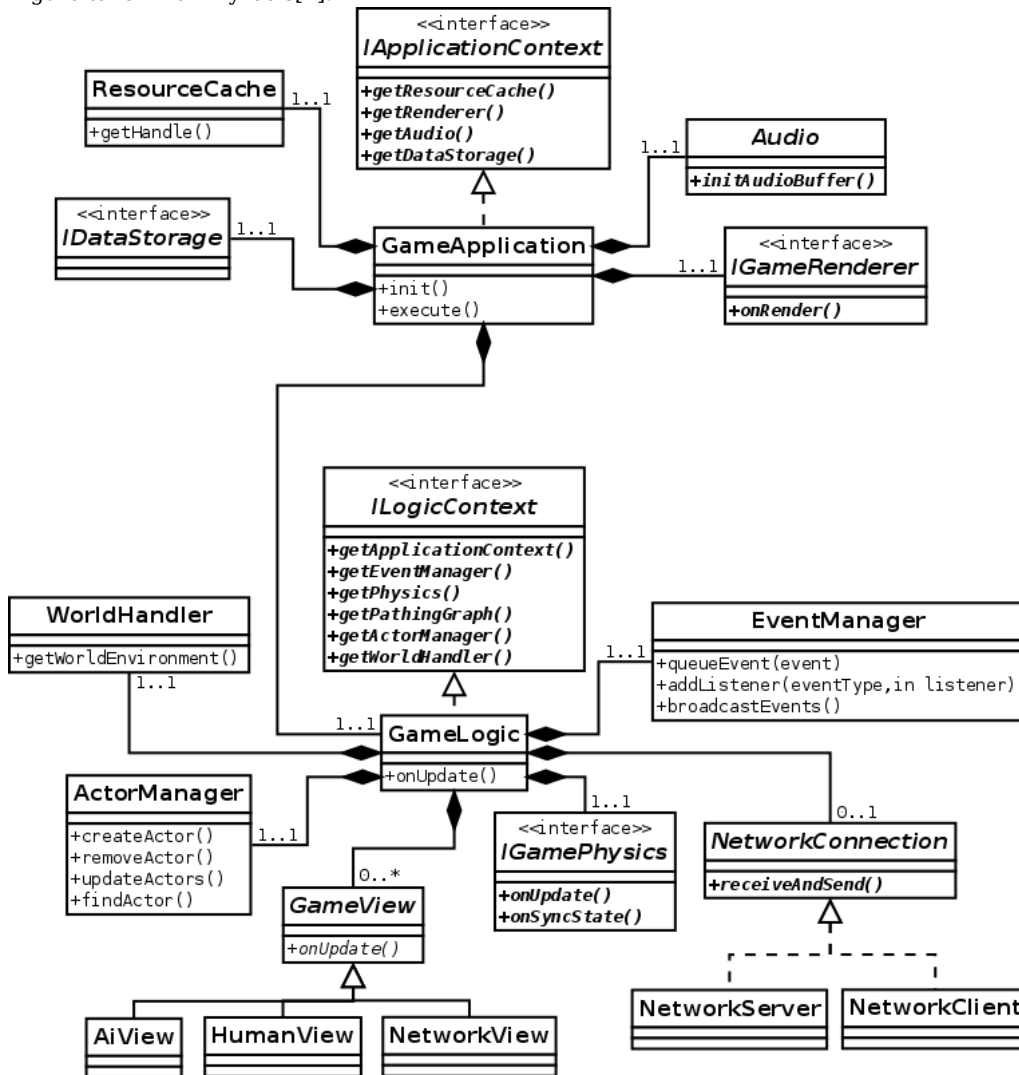 <<interface>>
IApplicationContext
+getResourceCache()
+getRenderer()
+getAudio()
+getDataStorage()
ResourceCache
+getHandle()
1..1
Audio
+initAudioBuffer()
1..1
<<interface>>
IDataStorage
1..1
GameApplication
+init()
+execute()
<<interface>>
IGameRenderer
+onRender()
1..1
<<interface>>
ILogicContext
+getApplicationContext()
+getEventManager()
+getPhysics()
+getPathingGraph()
+getActorManager()
+getWorldHandler()
WorldHandler
+getWorldEnvironment()
1..1
EventManager
+queueEvent(event)
+addListener(eventType,in listener)
+broadcastEvents()
1..1
1..1
GameLogic
+onUpdate()
ActorManager
+createActor()
+removeActor()
+updateActors()
+findActor()
1..1
1..1
<<interface>>
IGamePhysics
+onUpdate()
+onSyncState()
0..1
NetworkConnection
+receiveAndSend()
0..*
GameView
+onUpdate()
NetworkServer
NetworkClient
AiView
HumanView
NetworkView